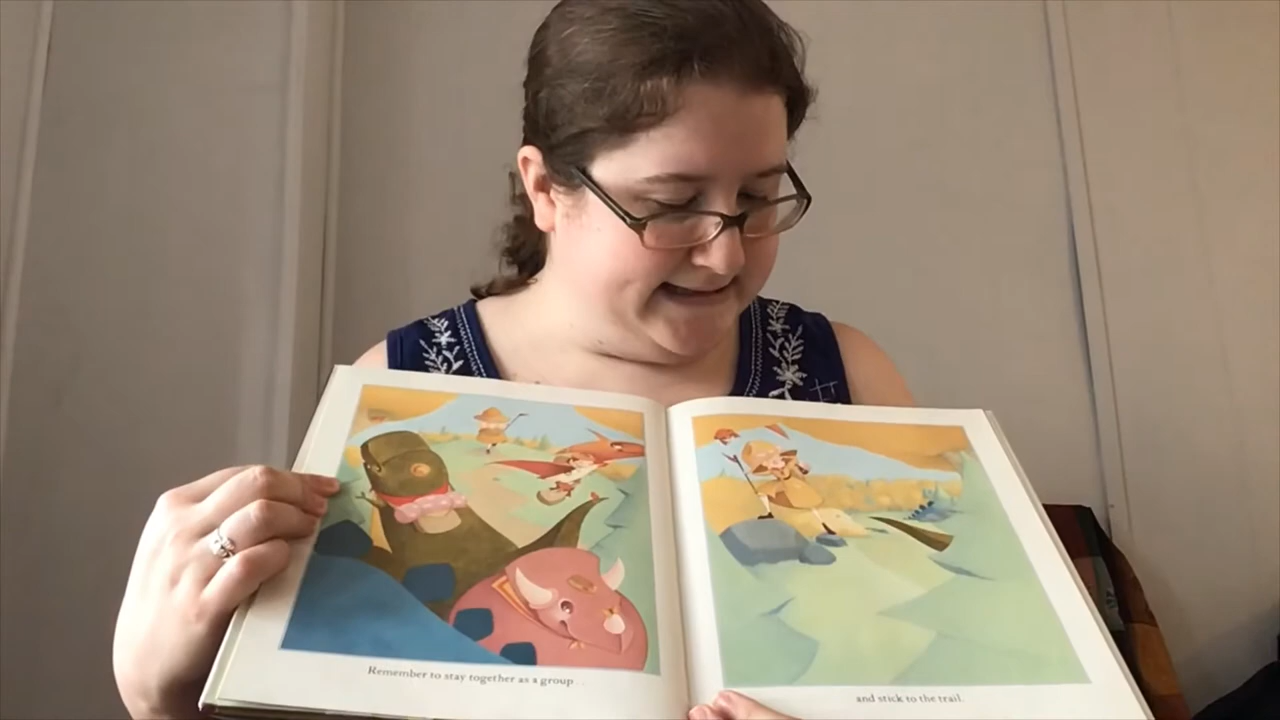 Remember to stay together as a group . .
and stick to the trail.